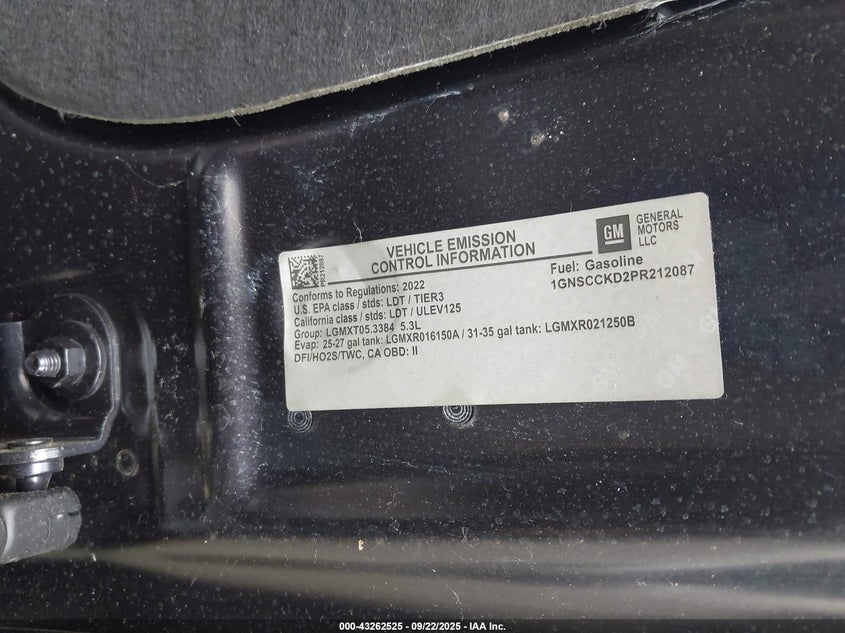 VEHICLE EMISSION
CONTROL INFORMATION
GM
GENERAL
MOTORS
LLC
PR212087
Fuel: Gasoline
1GNSCCKD2PR212087
Conforms to Regulations: 2022
U.S. EPA class / stds: LDT / TIER3
California class / stds: LDT / ULEV125
Group: LGMXT05.3384 5.3L
Evap: 25-27 gal tank: LGMXR016150A / 31-35 gal tank: LGMXR021250B
DFI/HO2S/TWC, CA OBD: II
000-43262525 - 09/22/2025 - IAA Inc.